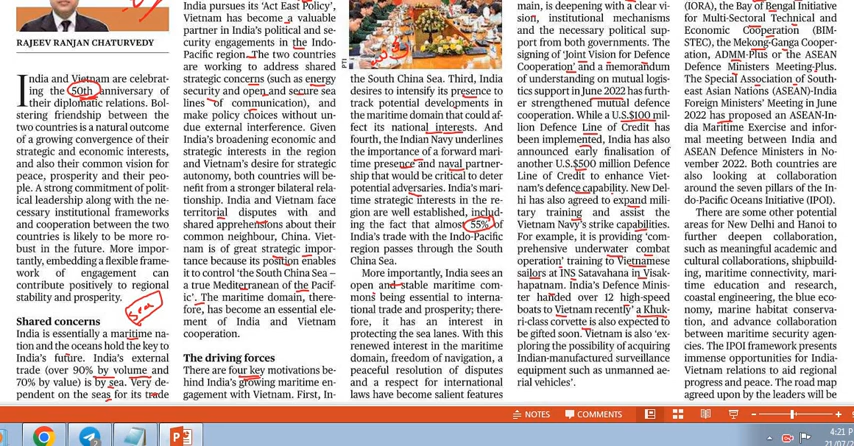 RAJEEV RANJAN CHATURVEDY
India and Vietnam are celebrat-
ing the 50th anniversary of
their diplomatic relations. Bol-
stering friendship between the
two countries is a natural outcome
of a growing convergence of their
strategic and economic interests,
and also their common vision for
peace, prosperity and their peo-
ple. A strong commitment of polit-
ical leadership along with the ne-
cessary institutional frameworks
and cooperation between the two
countries is likely to be more ro-
bust in the future. More impor-
tantly, embedding a flexible frame-
work of engagement can
contribute positively to regional
stability and prosperity.
Sea
Shared concerns
India is essentially a maritime na-
tion and the oceans hold the key to
India's future. India's external
trade (over 90% by volume and
70% by value) is by sea. Very de-
pendent on the seas for its trade
India pursues its 'Act East Policy',
Vietnam has become a valuable
partner in India's political and se-
curity engagements in the Indo-
Pacific region. The two countries
are working to address shared
strategic concerns (such as energy
security and open and secure sea
lines of communication), and
make policy choices without un-
due external interference. Given
India's broadening economic and
strategic interests in the region
and Vietnam's desire for strategic
autonomy, both countries will be-
nefit from a stronger bilateral rela-
tionship. India and Vietnam face
territorial disputes with and
shared apprehensions about their
common neighbour, China. Viet-
nam is of great strategic impor-
tance because its position enables
it to control 'the South China Sea –
a true Mediterranean of the Pacif-
ic'. The maritime domain, there-
fore, has become an essential ele-
ment of India and Vietnam
cooperation.
The driving forces
There are four key motivations be-
hind India's growing maritime en-
gagement with Vietnam. First, In-
PTI
the South China Sea. Third, India
desires to intensify its presence to
track potential developments in
the maritime domain that could af-
fect its national interests. And
fourth, the Indian Navy underlines
the importance of a forward mari-
time presence and naval partner-
ship that would be critical to deter
potential adversaries. India's mari-
time strategic interests in the re-
gion are well established, includ-
ing the fact that almost 55% of
India's trade with the Indo-Pacific
region passes through the South
China Sea.
More importantly, India sees an
open and stable maritime com-
mons being essential to interna-
tional trade and prosperity; there-
fore, it has an interest in
protecting the sea lanes. With this
renewed interest in the maritime
domain, freedom of navigation, a
peaceful resolution of disputes
and a respect for international
laws have become salient features
main, is deepening with a clear vi-
sion, institutional mechanisms
and the necessary political sup-
port from both governments. The
signing of 'Joint Vision for Defence
Cooperation' and a memorandum
of understanding on mutual logis-
tics support in June 2022 has furth-
er strengthened mutual defence
cooperation. While a U.S.$100 mil-
lion Defence Line of Credit has
been implemented, India has also
announced early finalisation of
another U.S.$500 million Defence
Line of Credit to enhance Viet-
nam's defence capability. New Del-
hi has also agreed to expand mili-
tary training and assist the
Vietnam Navy's strike capabilities.
For example, it is providing 'com-
prehensive underwater combat
operation' training to Vietnamese
sailors at INS Satavahana in Visak-
hapatnam. India's Defence Minis-
ter handed over 12 high-speed
boats to Vietnam recently' a Khuk-
ri-class corvette is also expected to
be gifted soon. Vietnam is also 'ex-
ploring the possibility of acquiring
Indian-manufactured surveillance
equipment such as unmanned ae-
rial vehicles'.
(IORA), the Bay of Bengal Initiative
for Multi-Sectoral Technical and
Economic Cooperation (BIM-
STEC), the Mekong-Ganga Cooper-
ation, ADMM-Plus or the ASEAN
Defence Ministers Meeting-Plus.
The Special Association of South-
east Asian Nations (ASEAN)-India
Foreign Ministers' Meeting in June
2022 has proposed an ASEAN-In-
dia Maritime Exercise and infor-
mal meeting between India and
ASEAN Defence Ministers in No-
vember 2022. Both countries are
also looking at collaboration
around the seven pillars of the In-
do-Pacific Oceans Initiative (IPOI).
There are some other potential
areas for New Delhi and Hanoi to
further deepen collaboration,
such as meaningful academic and
cultural collaborations, shipbuild-
ing, maritime connectivity, mari-
time education and research,
coastal engineering, the blue eco-
nomy, marine habitat conserva-
tion, and advance collaboration
between maritime security agen-
cies. The IPOI framework presents
immense opportunities for India-
Vietnam relations to aid regional
progress and peace. The road map
agreed upon by the leaders will be
NOTES COMMENTS
4:21 P
21/07/2